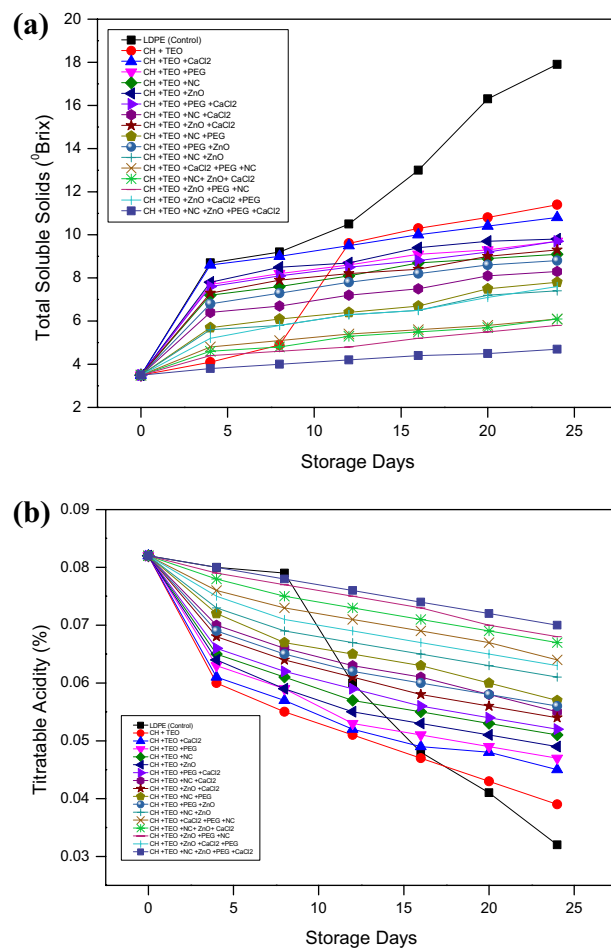 (a)
20
18
16
14
12
10
8
6
4
2
Total Soluble Solids (⁰Brix)
LDPE (Control)
CH + TEO
CH +TEO +CaCl2
CH +TEO +PEG
CH +TEO +NC
CH +TEO +ZnO
CH +TEO +PEG +CaCl2
CH +TEO +NC +CaCl2
CH +TEO +ZnO +CaCl2
CH +TEO +NC +PEG
CH +TEO +PEG +ZnO
CH +TEO +NC +ZnO
CH +TEO +CaCl2 +PEG +NC
CH +TEO +NC+ ZnO+ CaCl2
CH +TEO +ZnO +PEG +NC
CH +TEO +ZnO +CaCl2 +PEG
CH +TEO +NC +ZnO +PEG +CaCl2
0 5 10 15 20 25
Storage Days
(b)
0.09
0.08
0.07
0.06
0.05
0.04
0.03
Titratable Acidity (%)
LDPE (Control)
CH + TEO
CH +TEO +CaCl2
CH +TEO +PEG
CH +TEO +NC
CH +TEO +ZnO
CH +TEO +PEG +CaCl2
CH +TEO +NC +CaCl2
CH +TEO +ZnO +CaCl2
CH +TEO +NC +PEG
CH +TEO +PEG +ZnO
CH +TEO +NC +ZnO
CH +TEO +CaCl2 +PEG +NC
CH +TEO +NC+ ZnO+ CaCl2
CH +TEO +ZnO +PEG +NC
CH +TEO +ZnO +CaCl2 +PEG
CH +TEO +NC +ZnO +PEG +CaCl2
0 5 10 15 20 25
Storage Days